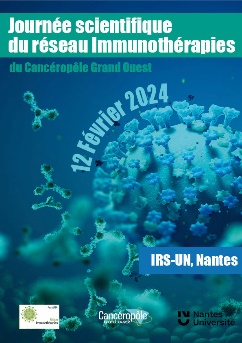 Journée scientifique
du réseau Immunothérapies
du Cancéropôle Grand Ouest
12 Février 2024
IRS-UN, Nantes
Cancéropôle
Nantes
Université